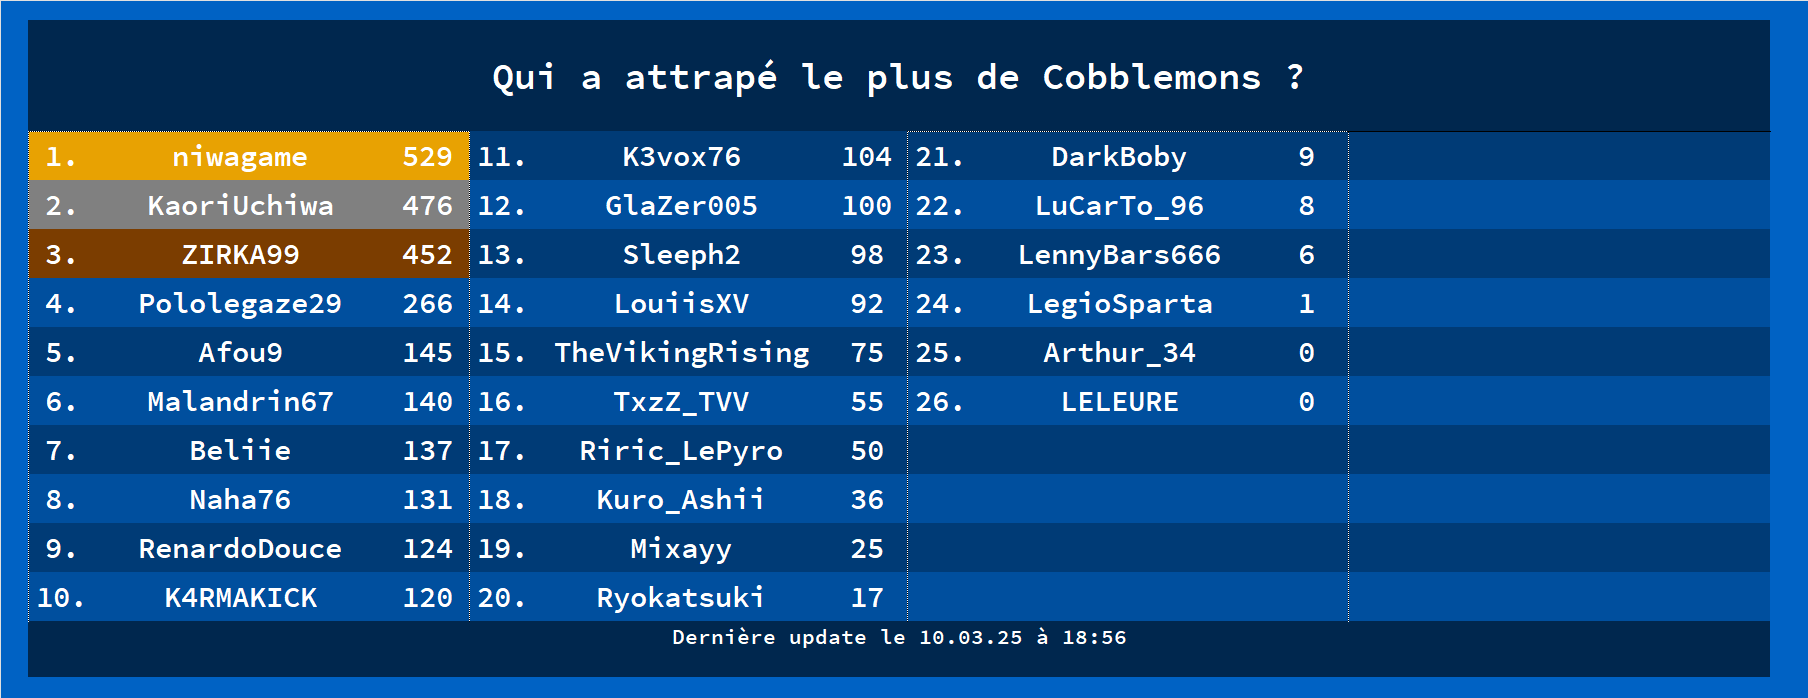 Qui a attrapé le plus de Cobblemons ?
1. niwagame 529
2. KaoriUchiwa 476
3. ZIRKA99 452
4. Pololegaze29 266
5. Afou9 145
6. Malandrin67 140
7. Beliie 137
8. Naha76 131
9. RenardoDouce 124
10. K4RMAKICK 120
11. K3vox76 104
12. GlaZer005 100
13. Sleeph2 98
14. LouiisXV 92
15. TheVikingRising 75
16. TxzZ_TVV 55
17. Riric_LePyro 50
18. Kuro_Ashii 36
19. Mixayy 25
20. Ryokatsuki 17
21. DarkBoby 9
22. LuCarTo_96 8
23. LennyBars666 6
24. LegioSparta 1
25. Arthur_34 0
26. LELEURE 0
Dernière update le 10.03.25 à 18:56